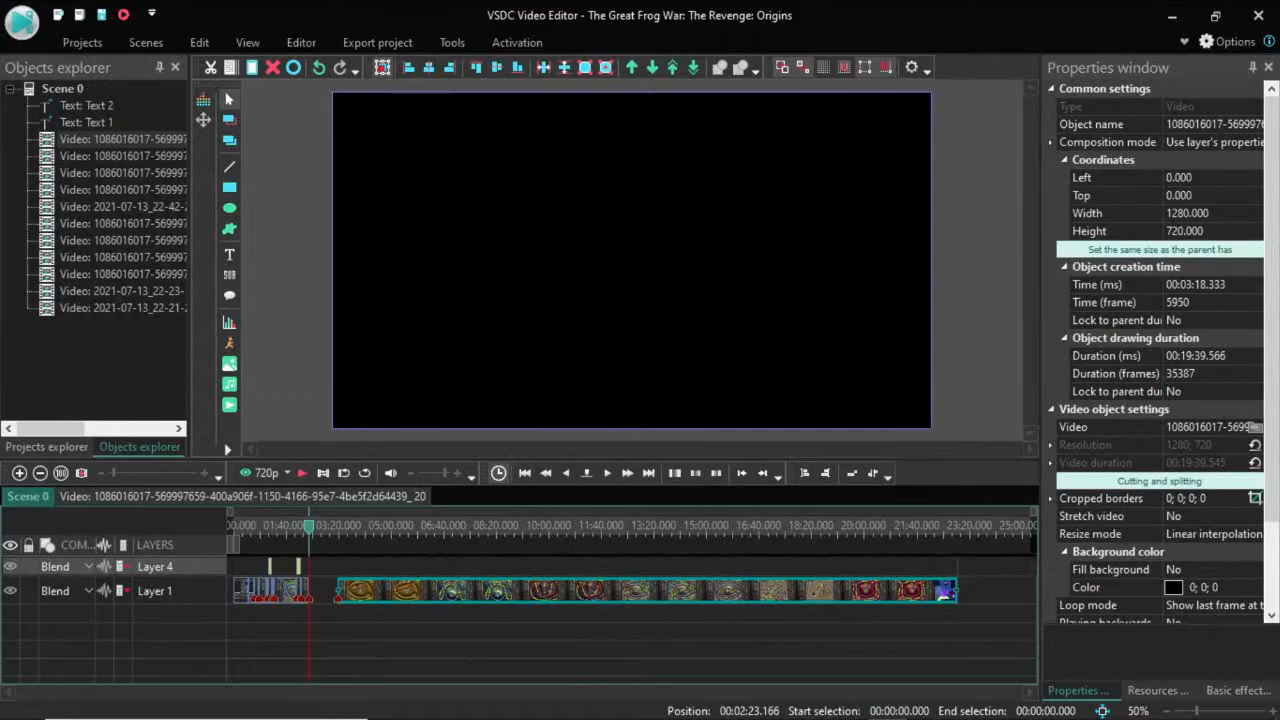 VSDC Video Editor - The Great Frog War: The Revenge: Origins
Projects Scenes Edit View Editor Export project Tools Activation
Options
Objects explorer
Scene 0
Text: Text 2
Text: Text 1
Video: 1086016017-569997
Video: 1086016017-569997
Video: 1086016017-569997
Video: 1086016017-569997
Video: 2021-07-13_22-42-2
Video: 1086016017-569997
Video: 1086016017-569997
Video: 1086016017-569997
Video: 1086016017-569997
Video: 2021-07-13_22-23-
Video: 2021-07-13_22-21-2
Projects explorer Objects explorer
T
SUB
Properties window
Common settings
Type Video
Object name 1086016017-5699976
Composition mode Use layer's propertie
Coordinates
Left 0.000
Top 0.000
Width 1280.000
Height 720.000
Set the same size as the parent has
Object creation time
Time (ms) 00:03:18.333
Time (frame) 5950
Lock to parent du No
Object drawing duration
Duration (ms) 00:19:39.566
Duration (frames) 35387
Lock to parent du No
Video object settings
Video 1086016017-5699
Resolution 1280; 720
Video duration 00:19:39.545
Cutting and splitting
Cropped borders 0; 0; 0; 0
Stretch video No
Resize mode Linear interpolation
Background color
Fill background No
Color 0; 0; 0
Loop mode Show last frame at t
Playing backwards No
Properties ... Resources ... Basic effect...
720p
Scene 0 Video: 1086016017-569997659-400a906f-1150-4166-95e7-4be5f2d64439_ 20
00.000 01:40.000 03:20.000 05:00.000 06:40.000 08:20.000 10:00.000 11:40.000 13:20.000 15:00.000 16:40.000 18:20.000 20:00.000 21:40.000 23:20.000 25:00.000
COM... LAYERS
Blend Layer 4
Blend Layer 1
Position: 00:02:23.166 Start selection: 00:00:00.000 End selection: 00:00:00.000 50%